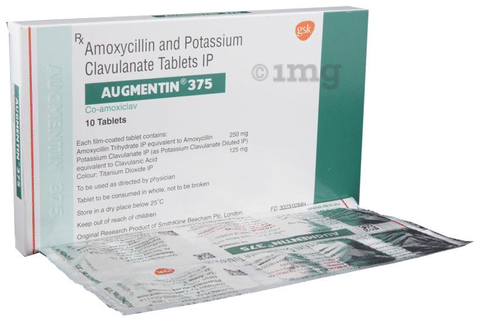 Rx Amoxycillin and Potassium
Clavulanate Tablets IP
gsk
AUGMENTIN® 375
Co-amoxiclav
10 Tablets
Each film-coated tablet contains:
Amoxycillin Trihydrate IP equivalent to Amoxycillin 250 mg
Potassium Clavulanate IP (as Potassium Clavulanate Diluted IP)
equivalent to Clavulanic Acid 125 mg
Colour: Titanium Dioxide IP
To be used as directed by physician
Tablet to be consumed in whole, not to be broken
Store in a dry place below 25°C
Keep out of reach of children
Original Research Product of SmithKline Beecham Plc, London.
AUGMENTIN 375
AUGMENTIN 375
AUGMENTIN 375
©1mg